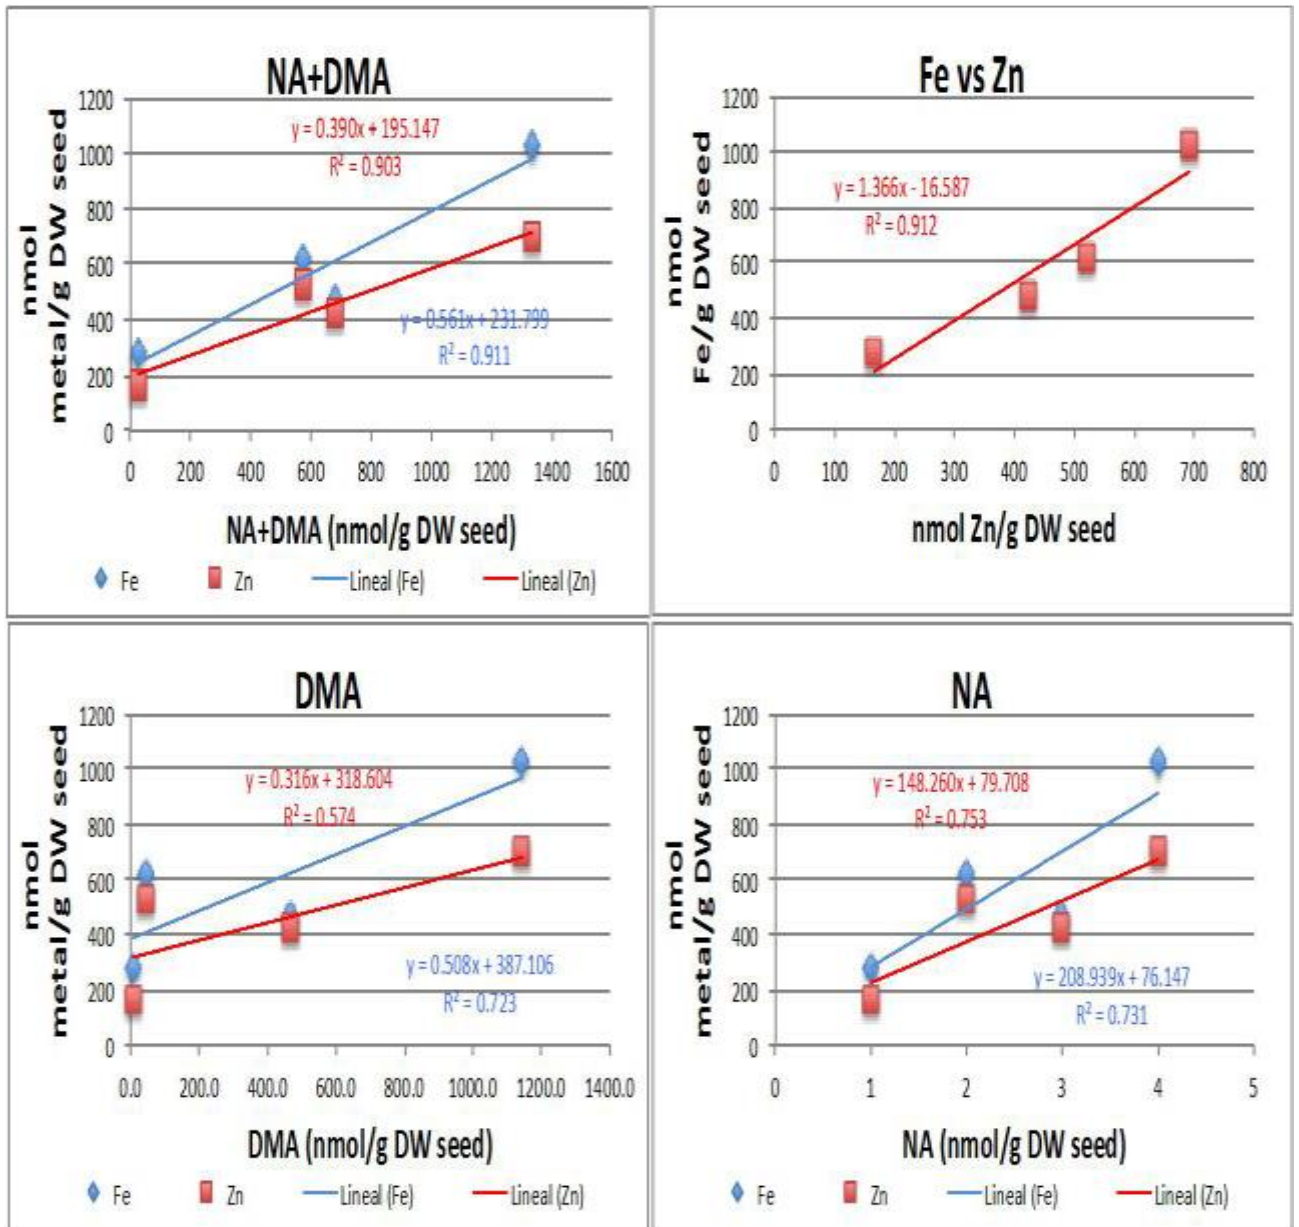 NA+DMA
nmol
metal/g DW seed
1200
1000
800
600
400
200
0
y = 0.390x + 195.147
R² = 0.903
y = 0.561x + 231.799
R² = 0.911
0 200 400 600 800 1000 1200 1400 1600
NA+DMA (nmol/g DW seed)
Fe Zn Lineal (Fe) Lineal (Zn)
Fe vs Zn
nmol
Fe/g DW seed
1200
1000
800
600
400
200
0
y = 1.366x - 16.587
R² = 0.912
0 100 200 300 400 500 600 700 800
nmol Zn/g DW seed
DMA
nmol
metal/g DW seed
1200
1000
800
600
400
200
0
y = 0.316x + 318.604
R² = 0.574
y = 0.508x + 387.106
R² = 0.723
0.0 200.0 400.0 600.0 800.0 1000.0 1200.0 1400.0
DMA (nmol/g DW seed)
Fe Zn Lineal (Fe) Lineal (Zn)
NA
nmol
metal/g DW seed
1200
1000
800
600
400
200
0
y = 148.260x + 79.708
R² = 0.753
y = 208.939x + 76.147
R² = 0.731
0 1 2 3 4 5
NA (nmol/g DW seed)
Fe Zn Lineal (Fe) Lineal (Zn)